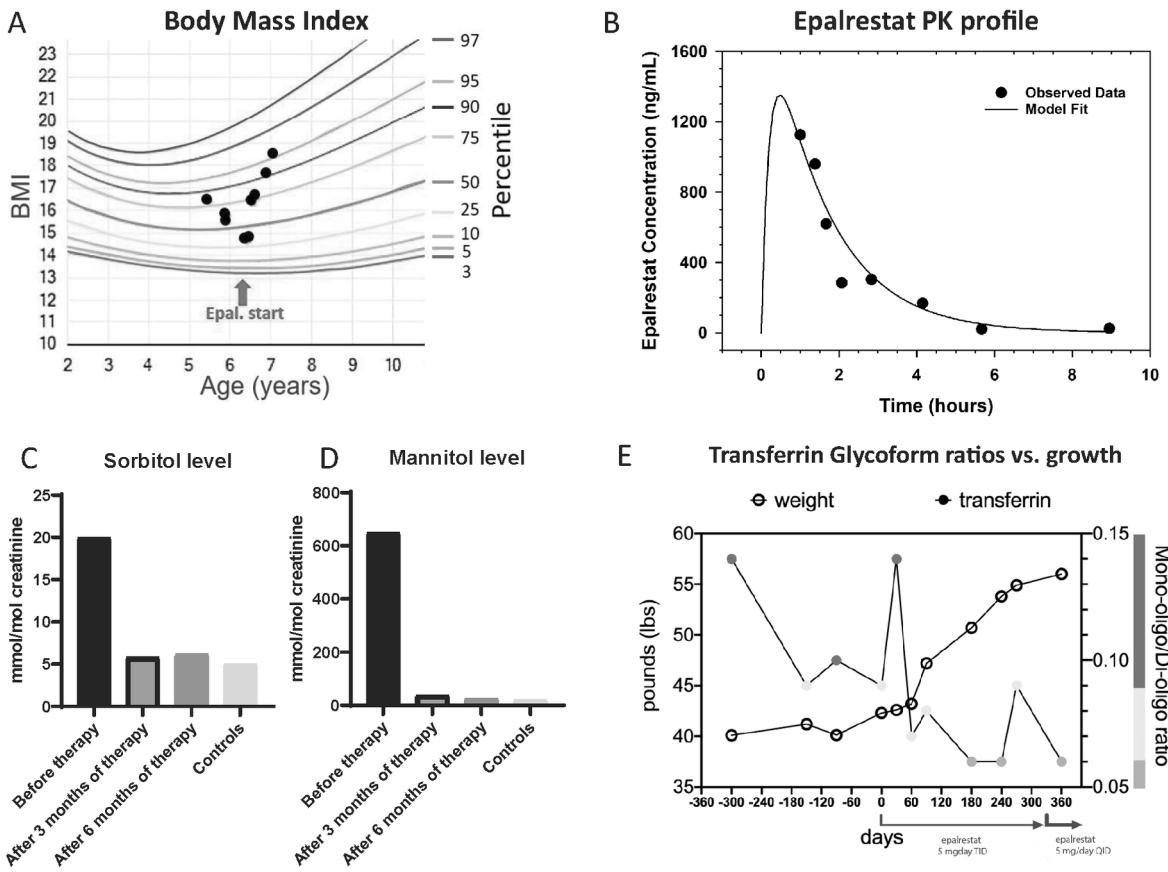 A
Body Mass Index
23
22
21
20
19
18
17
16
15
14
13
12
11
10
BMI
97
95
90
75
50
25
10
5
3
Percentile
Epal. start
2 3 4 5 6 7 8 9 10
Age (years)
B
Epalrestat PK profile
1600
1200
800
400
0
Epalrestat Concentration (ng/mL)
Observed Data
Model Fit
0 2 4 6 8 10
Time (hours)
C
Sorbitol level
25
20
15
10
5
0
mmol/mol creatinine
Before therapy
After 3 months of therapy
After 6 months of therapy
Controls
D
Mannitol level
800
600
400
200
0
mmol/mol creatinine
Before therapy
After 3 months of therapy
After 6 months of therapy
Controls
E
Transferrin Glycoform ratios vs. growth
weight
transferrin
60
55
50
45
40
35
pounds (lbs)
0.15
0.10
0.05
Mono-oligo/Di-oligo ratio
-360 -300 -240 -180 -120 -60 0 60 120 180 240 300 360
days
epalrestat
5 mgday TID
epalrestat
5 mg/day QID